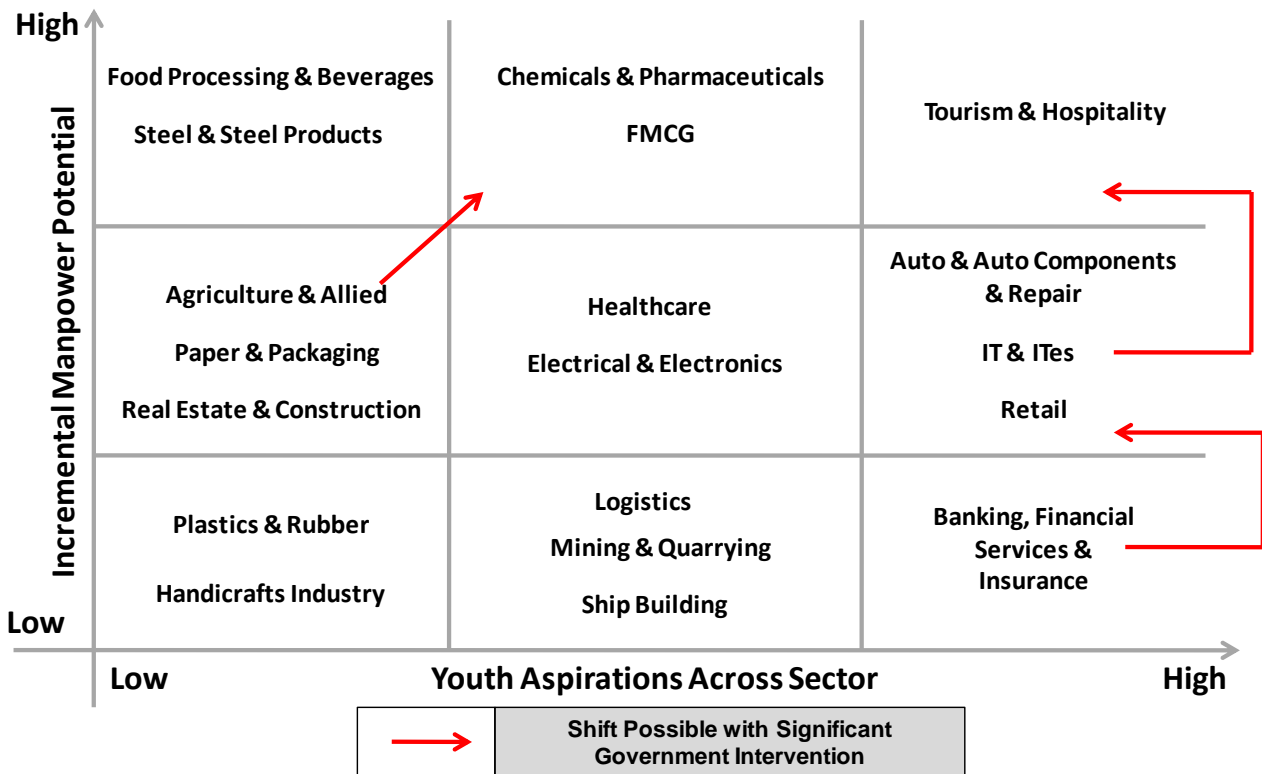 High
Incremental Manpower Potential
Low
Food Processing & Beverages
Steel & Steel Products
Chemicals & Pharmaceuticals
FMCG
Tourism & Hospitality
Agriculture & Allied
Paper & Packaging
Real Estate & Construction
Healthcare
Electrical & Electronics
Auto & Auto Components
& Repair
IT & ITes
Retail
Plastics & Rubber
Handicrafts Industry
Logistics
Mining & Quarrying
Ship Building
Banking, Financial
Services &
Insurance
Low
Youth Aspirations Across Sector
High
Shift Possible with Significant
Government Intervention